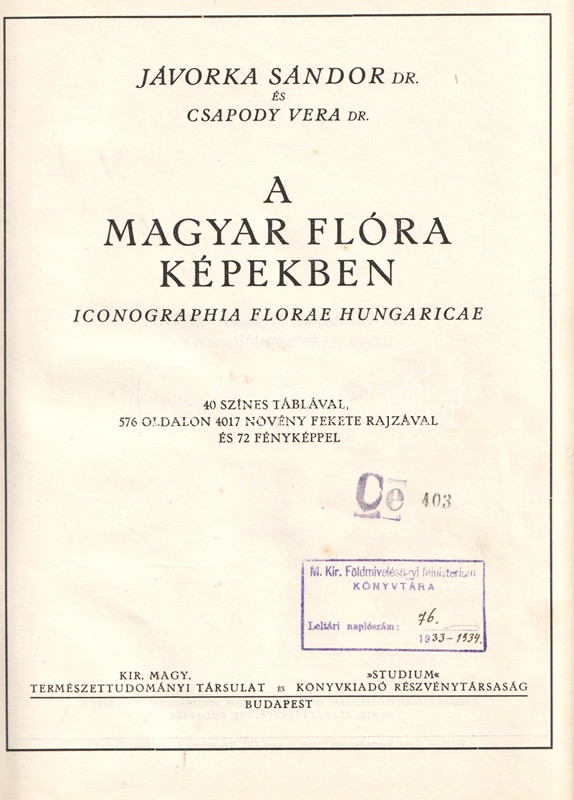 JÁVORKA SÁNDOR DR.
ÉS
CSAPODY VERA DR.
A
MAGYAR FLÓRA
KÉPEKBEN
ICONOGRAPHIA FLORAE HUNGARICAE
40 SZÍNES TÁBLÁVAL,
576 OLDALON 4017 NÖVÉNY FEKETE RAJZÁVAL
ÉS 72 FÉNYKÉPPEL
Ce 403
M. Kir. Földmivelésügyi Ministerium
KÖNYVTÁRA
Leltári naplószám: 76.
1933-1934.
KIR. MAGY. »STUDIUM«
TERMÉSZETTUDOMÁNYI TÁRSULAT és KÖNYVKIADÓ RÉSZVÉNYTÁRSASÁG
BUDAPEST